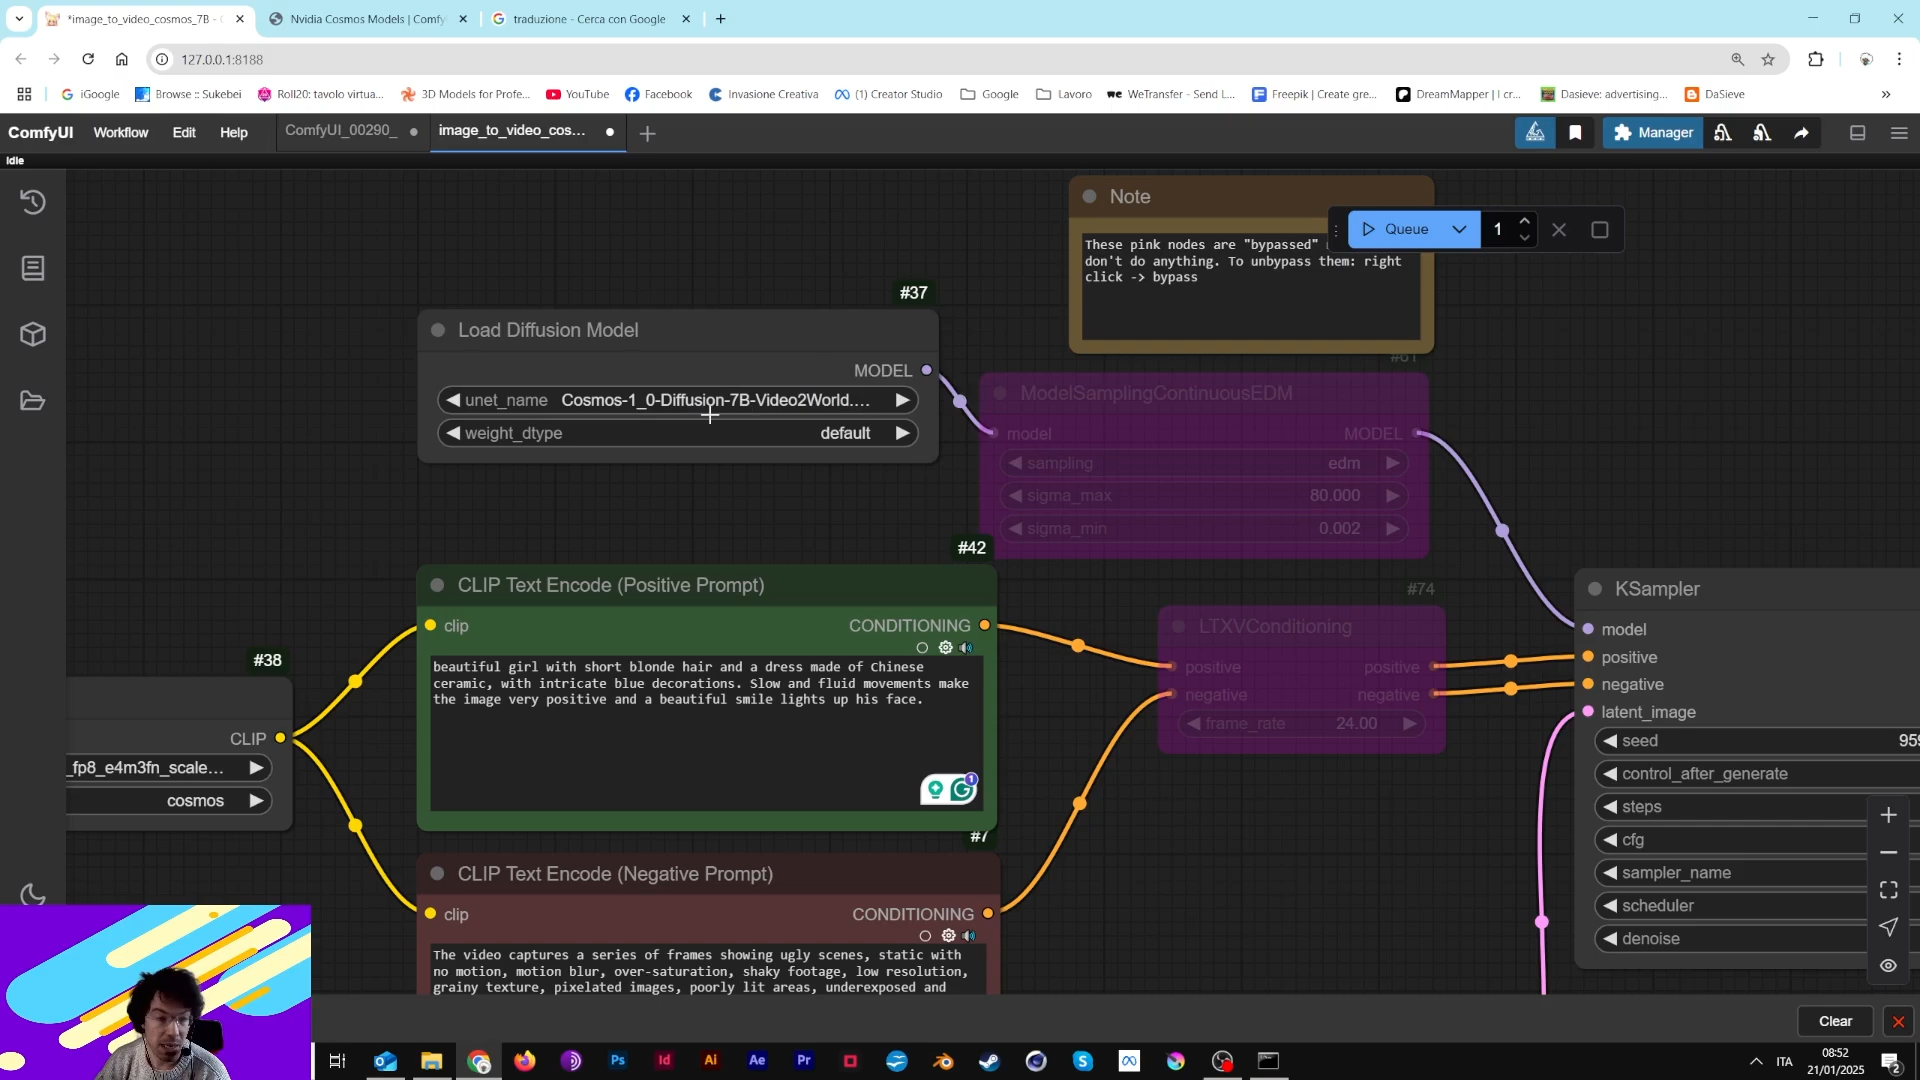 *image_to_video_cosmos_7B -
Nvidia Cosmos Models | Comfy
traduzione - Cerca con Google
127.0.0.1:8188
iGoogle
Browse :: Sukebei
Roll20: tavolo virtua...
3D Models for Profe...
YouTube
Facebook
Invasione Creativa
(1) Creator Studio
Google
Lavoro
WeTransfer - Send L...
Freepik | Create gre...
DreamMapper | I cr...
Dasieve: advertising...
DaSieve
ComfyUI
Workflow
Edit
Help
ComfyUI_00290_
image_to_video_cos...
Manager
Idle
Note
Queue
1
These pink nodes are "bypassed"
don't do anything. To unbypass them: right
click -> bypass
#37
Load Diffusion Model
MODEL
unet_name Cosmos-1_0-Diffusion-7B-Video2World....
weight_dtype default
#61
ModelSamplingContinuousEDM
model MODEL
sampling edm
sigma_max 80.000
sigma_min 0.002
#42
CLIP Text Encode (Positive Prompt)
clip CONDITIONING
beautiful girl with short blonde hair and a dress made of Chinese
ceramic, with intricate blue decorations. Slow and fluid movements make
the image very positive and a beautiful smile lights up his face.
1
#74
LTXVConditioning
positive positive
negative negative
frame_rate 24.00
#38
CLIP
_fp8_e4m3fn_scale...
cosmos
KSampler
model
positive
negative
latent_image
seed 959
control_after_generate
steps
cfg
sampler_name
scheduler
denoise
#7
CLIP Text Encode (Negative Prompt)
clip CONDITIONING
The video captures a series of frames showing ugly scenes, static with
no motion, motion blur, over-saturation, shaky footage, low resolution,
grainy texture, pixelated images, poorly lit areas, underexposed and
Clear
Ps
Id
Ai
Ae
Pr
ITA
08:52
21/01/2025
2